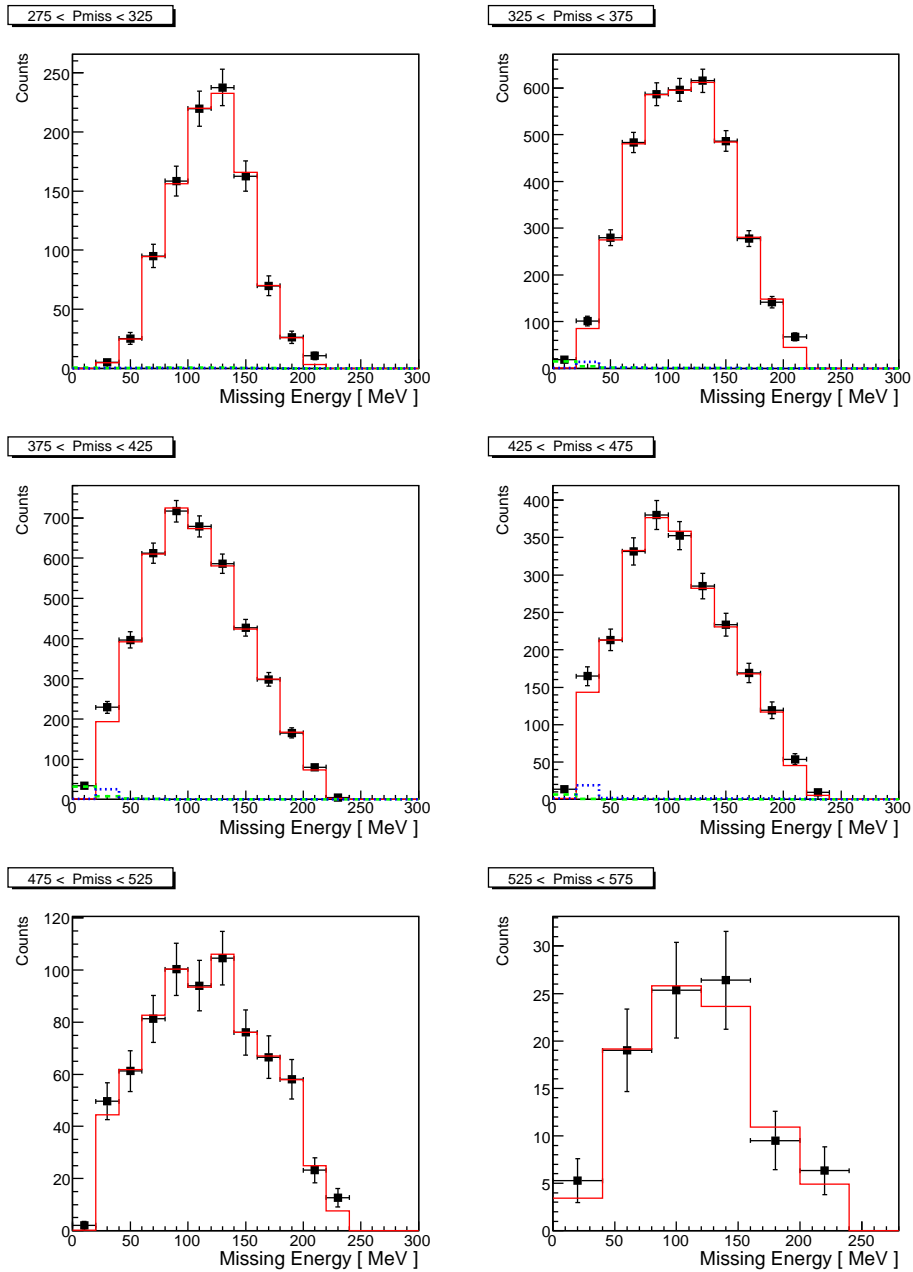 275 < Pmiss < 325
325 < Pmiss < 375
Counts
250
200
150
100
50
0
0 50 100 150 200 250 300
Missing Energy [ MeV]
Counts
600
500
400
300
200
100
0
0 50 100 150 200 250 300
Missing Energy [ MeV]
375 < Pmiss < 425
425 < Pmiss < 475
Counts
700
600
500
400
300
200
100
0
0 50 100 150 200 250 300
Missing Energy [ MeV]
Counts
400
350
300
250
200
150
100
50
0
0 50 100 150 200 250 300
Missing Energy [ MeV]
475 < Pmiss < 525
525 < Pmiss < 575
Counts
120
100
80
60
40
20
0
0 50 100 150 200 250 300
Missing Energy [ MeV]
Counts
30
25
20
15
10
5
0
0 50 100 150 200 250
Missing Energy [ MeV]